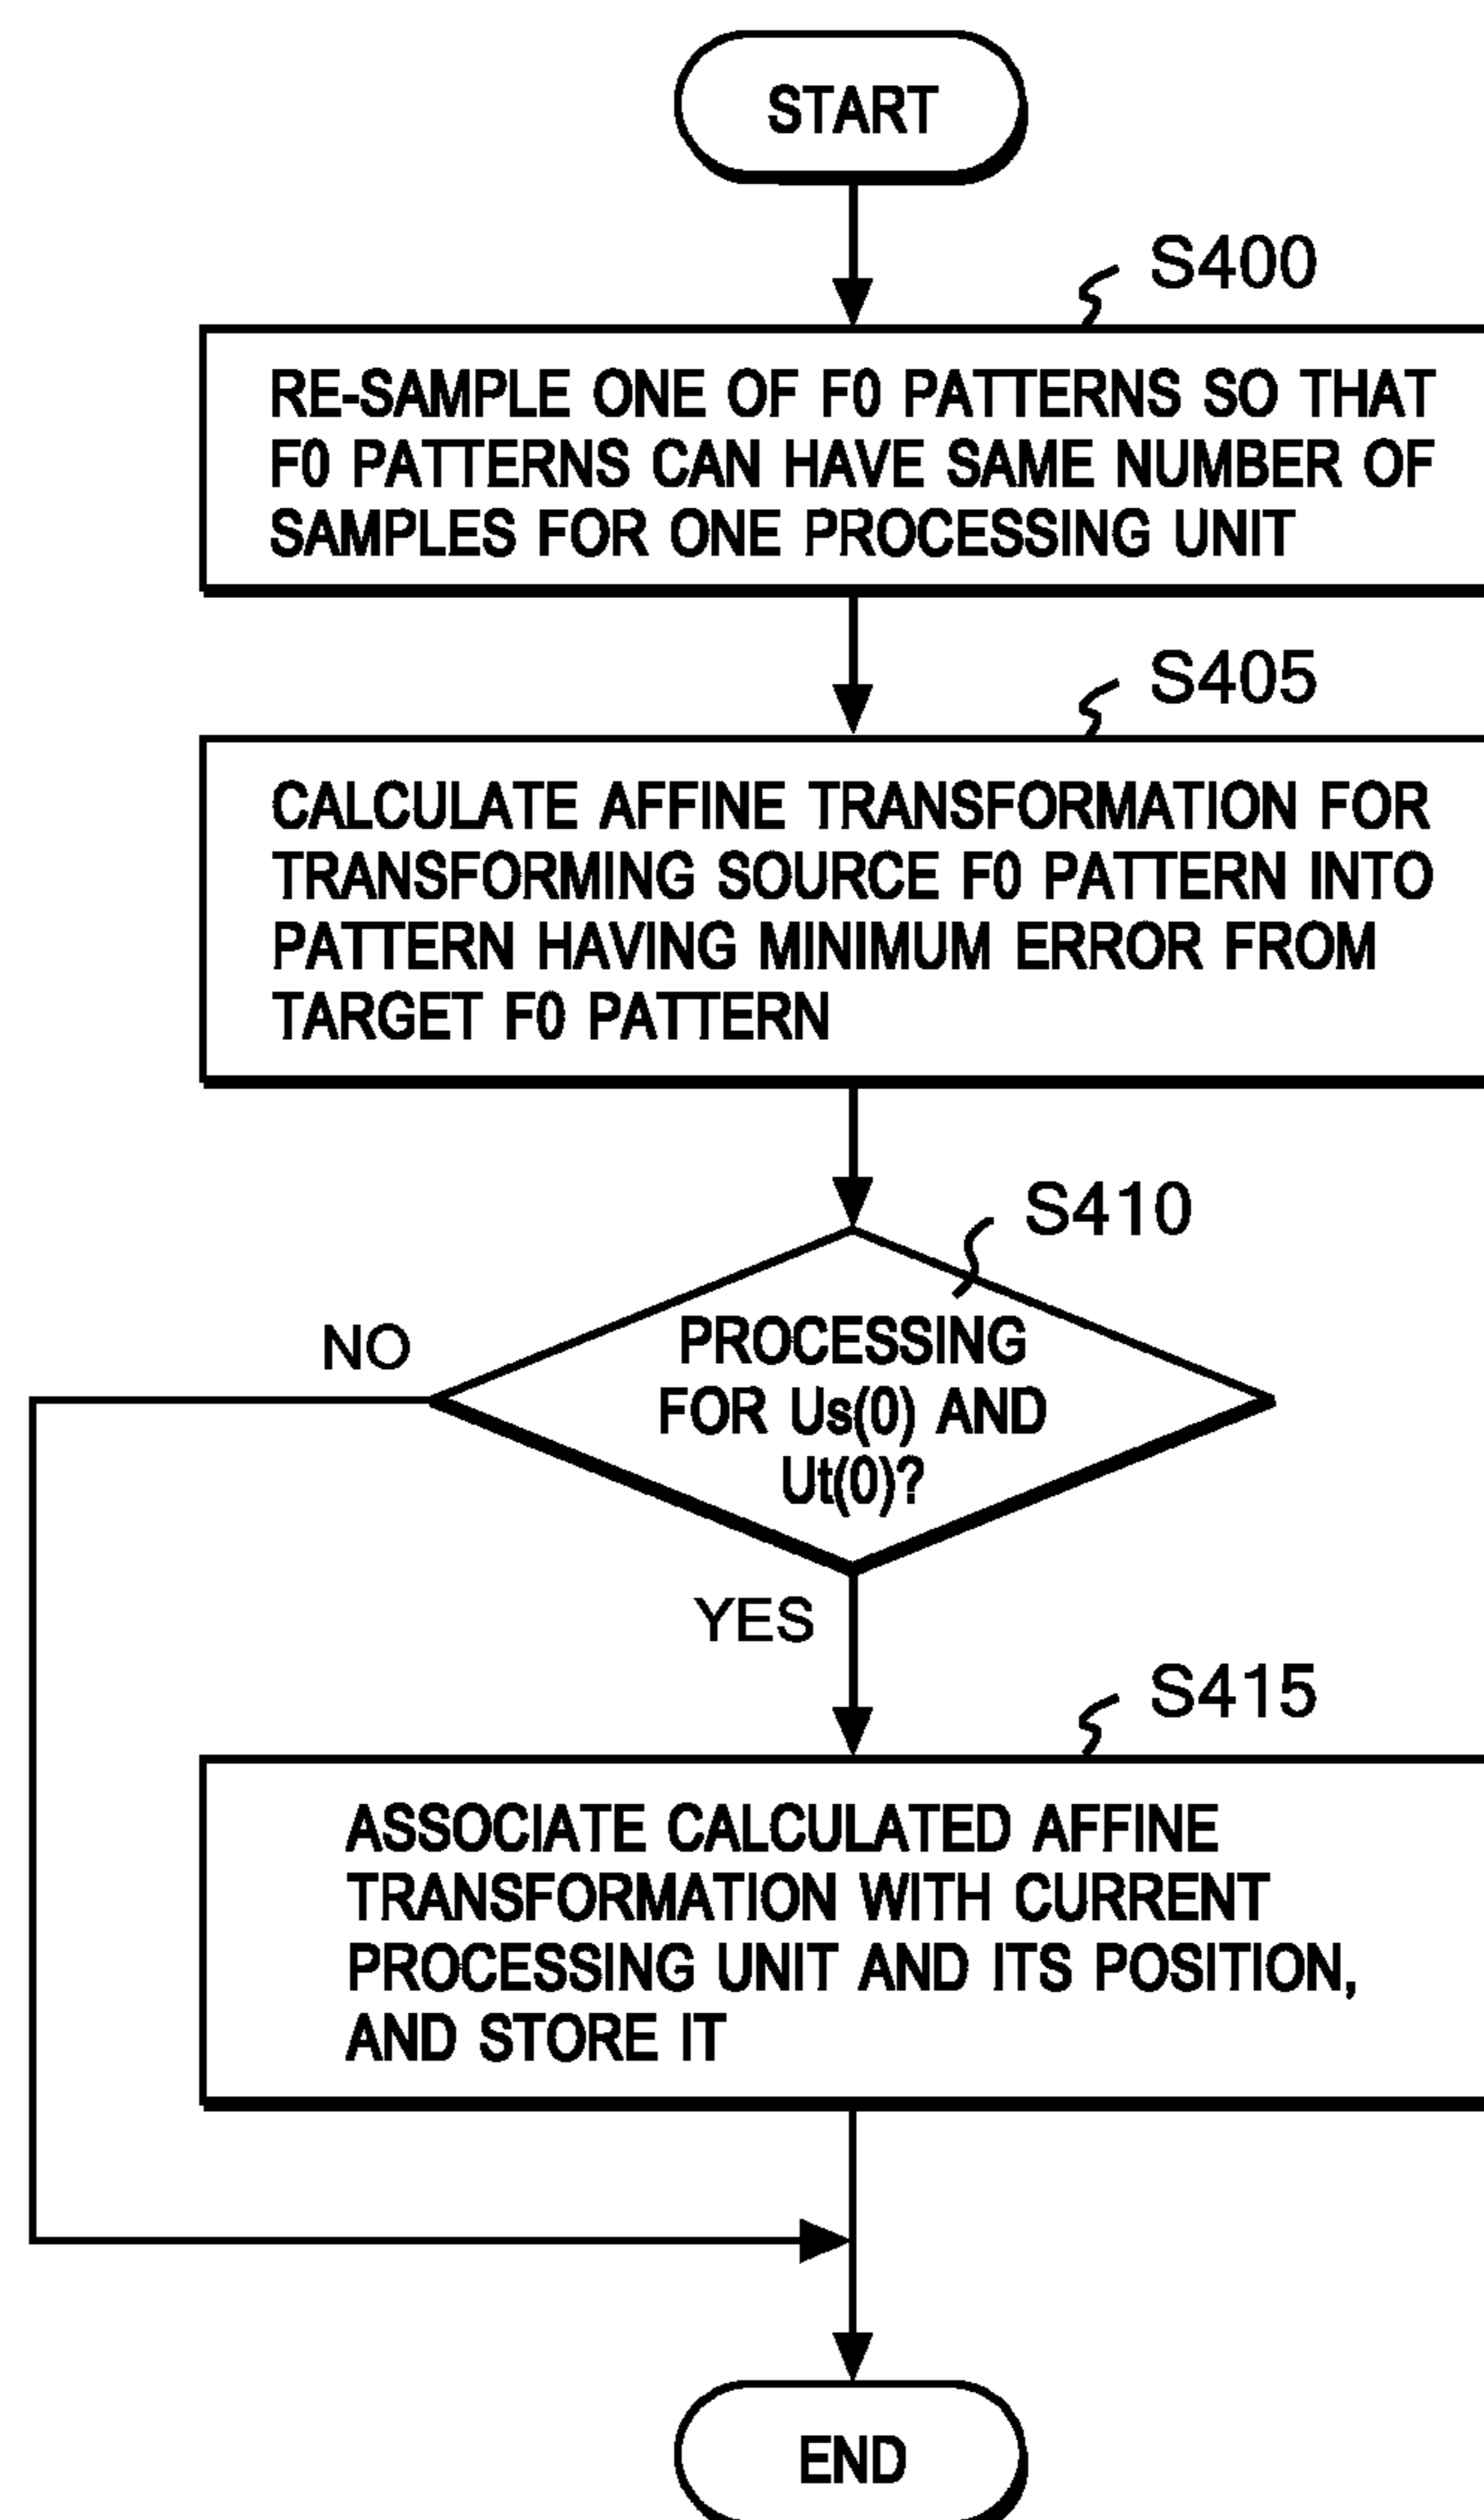 START
S400
RE-SAMPLE ONE OF F0 PATTERNS SO THAT
F0 PATTERNS CAN HAVE SAME NUMBER OF
SAMPLES FOR ONE PROCESSING UNIT
S405
CALCULATE AFFINE TRANSFORMATION FOR
TRANSFORMING SOURCE F0 PATTERN INTO
PATTERN HAVING MINIMUM ERROR FROM
TARGET F0 PATTERN
S410
NO
PROCESSING
FOR Us(0) AND
Ut(0)?
YES
S415
ASSOCIATE CALCULATED AFFINE
TRANSFORMATION WITH CURRENT
PROCESSING UNIT AND ITS POSITION,
AND STORE IT
END